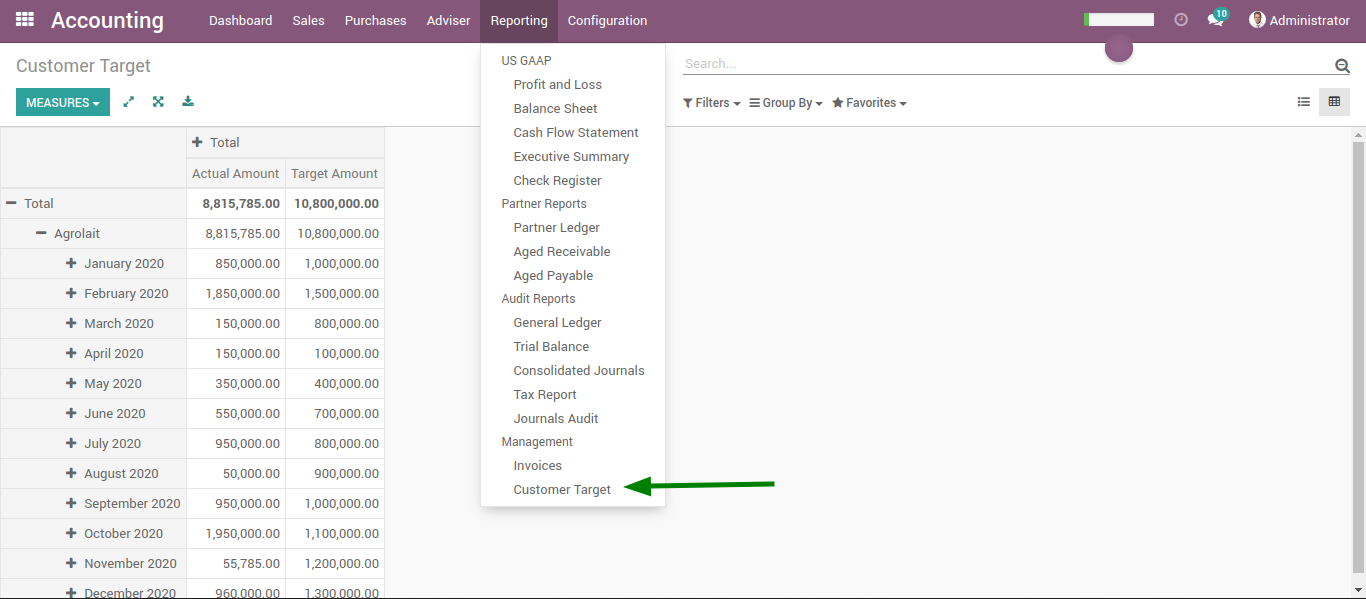 Accounting Dashboard Sales Purchases Adviser Reporting Configuration 10 Administrator
Customer Target
Search...
MEASURES
Filters Group By Favorites
US GAAP
Profit and Loss
Balance Sheet
Cash Flow Statement
Executive Summary
Check Register
Partner Reports
Partner Ledger
Aged Receivable
Aged Payable
Audit Reports
General Ledger
Trial Balance
Consolidated Journals
Tax Report
Journals Audit
Management
Invoices
Customer Target
Total
Actual Amount Target Amount
Total 8,815,785.00 10,800,000.00
Agrolait 8,815,785.00 10,800,000.00
January 2020 850,000.00 1,000,000.00
February 2020 1,850,000.00 1,500,000.00
March 2020 150,000.00 800,000.00
April 2020 150,000.00 100,000.00
May 2020 350,000.00 400,000.00
June 2020 550,000.00 700,000.00
July 2020 950,000.00 800,000.00
August 2020 50,000.00 900,000.00
September 2020 950,000.00 1,000,000.00
October 2020 1,950,000.00 1,100,000.00
November 2020 55,785.00 1,200,000.00
December 2020 960,000.00 1,300,000.00